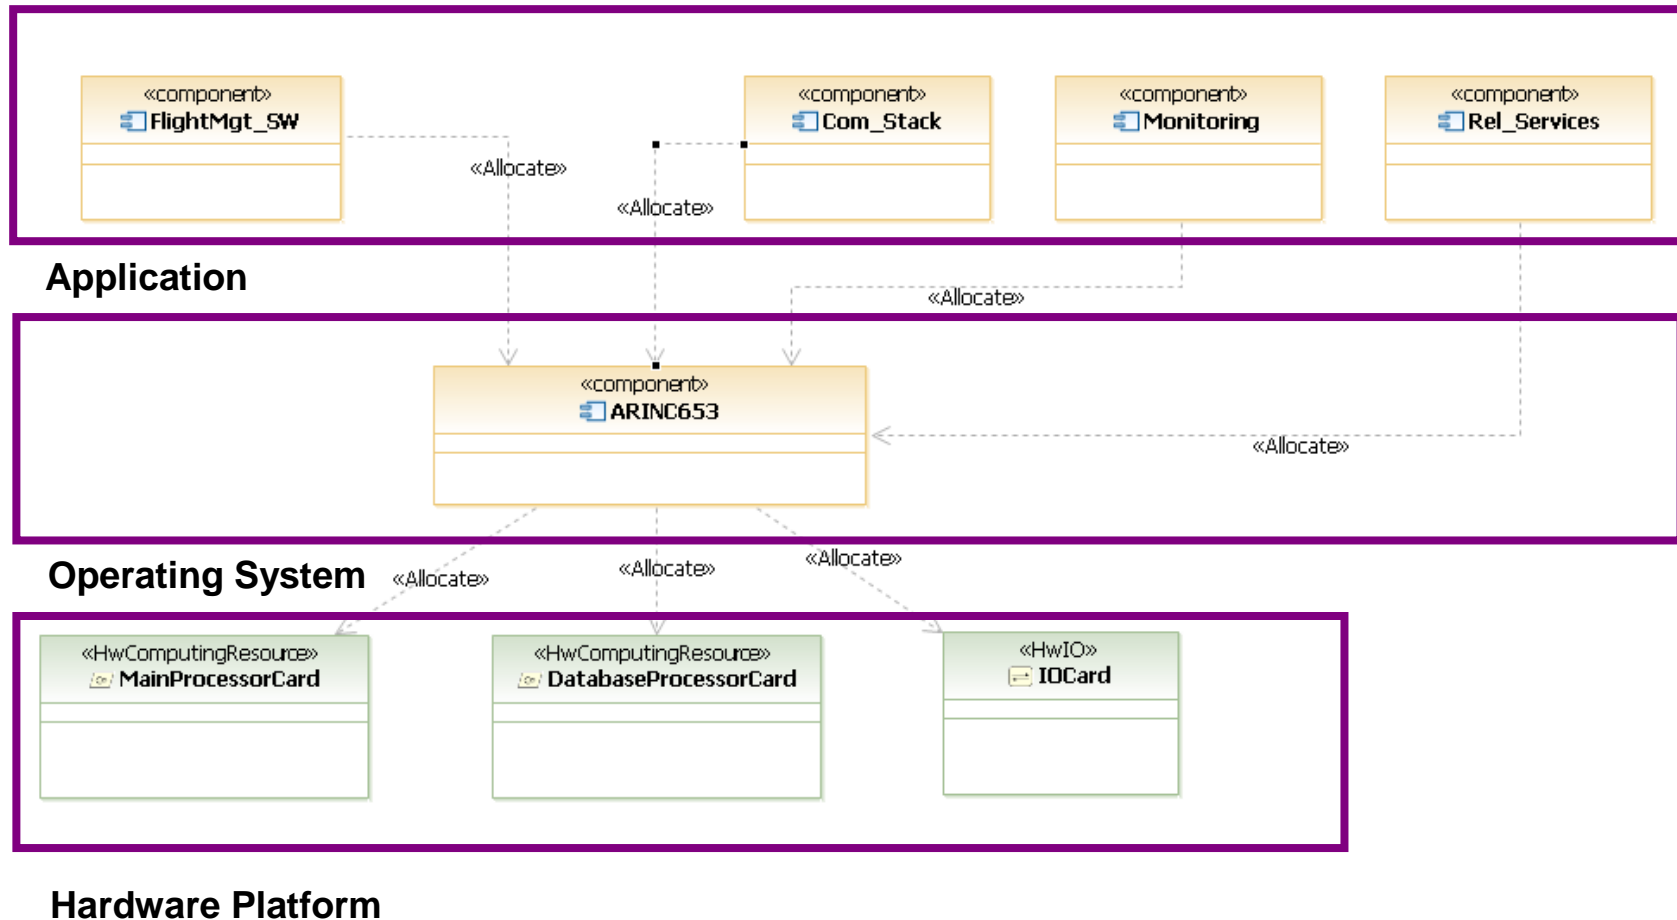 «component»
FlightMgt_SW
«component»
Com_Stack
«component»
Monitoring
«component»
Rel_Services
«Allocate»
«Allocate»
Application
«Allocate»
«component»
ARINC653
«Allocate»
Operating System
«Allocate»
«Allocate»
«Allocate»
«HwComputingResource»
MainProcessorCard
«HwComputingResource»
DatabaseProcessorCard
«HwIO»
IOCard
Hardware Platform